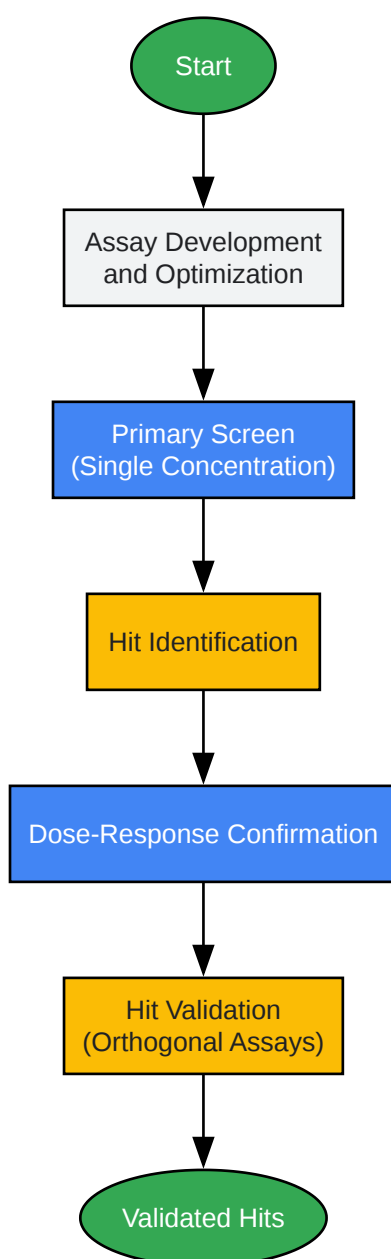 Start
Assay Development
and Optimization
Primary Screen
(Single Concentration)
Hit Identification
Dose-Response Confirmation
Hit Validation
(Orthogonal Assays)
Validated Hits